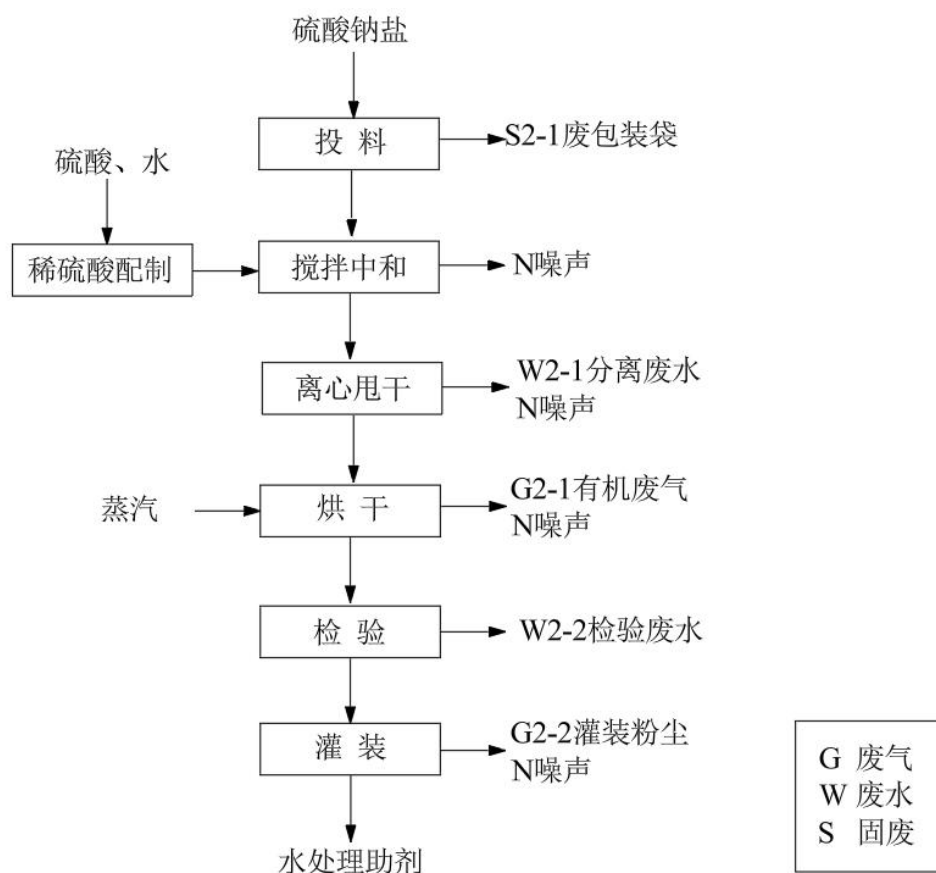 硫酸钠盐
投 料
S2-1废包装袋
硫酸、水
稀硫酸配制
搅拌中和
N噪声
离心甩干
W2-1分离废水
N噪声
蒸汽
烘 干
G2-1有机废气
N噪声
检 验
W2-2检验废水
灌 装
G2-2灌装粉尘
N噪声
水处理助剂
G 废气
W 废水
S 固废